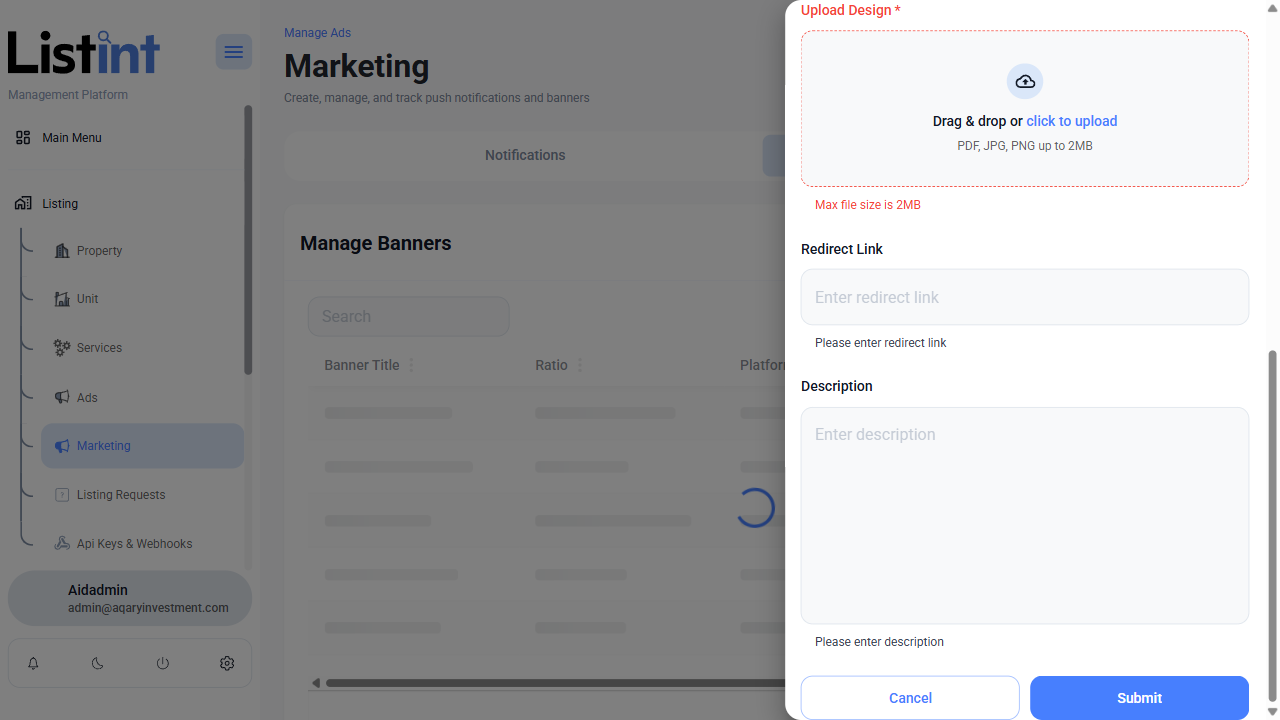 Listint
Management Platform
Main Menu
Listing
Property
Unit
Services
Ads
Marketing
Listing Requests
Api Keys & Webhooks
Aidadmin
admin@aqaryinvestment.com
Manage Ads
Marketing
Create, manage, and track push notifications and banners
Notifications
Manage Banners
Search
Banner Title
Ratio
Upload Design *
Drag & drop or click to upload
PDF, JPG, PNG up to 2MB
Max file size is 2MB
Redirect Link
Enter redirect link
Please enter redirect link
Description
Enter description
Please enter description
Cancel
Submit